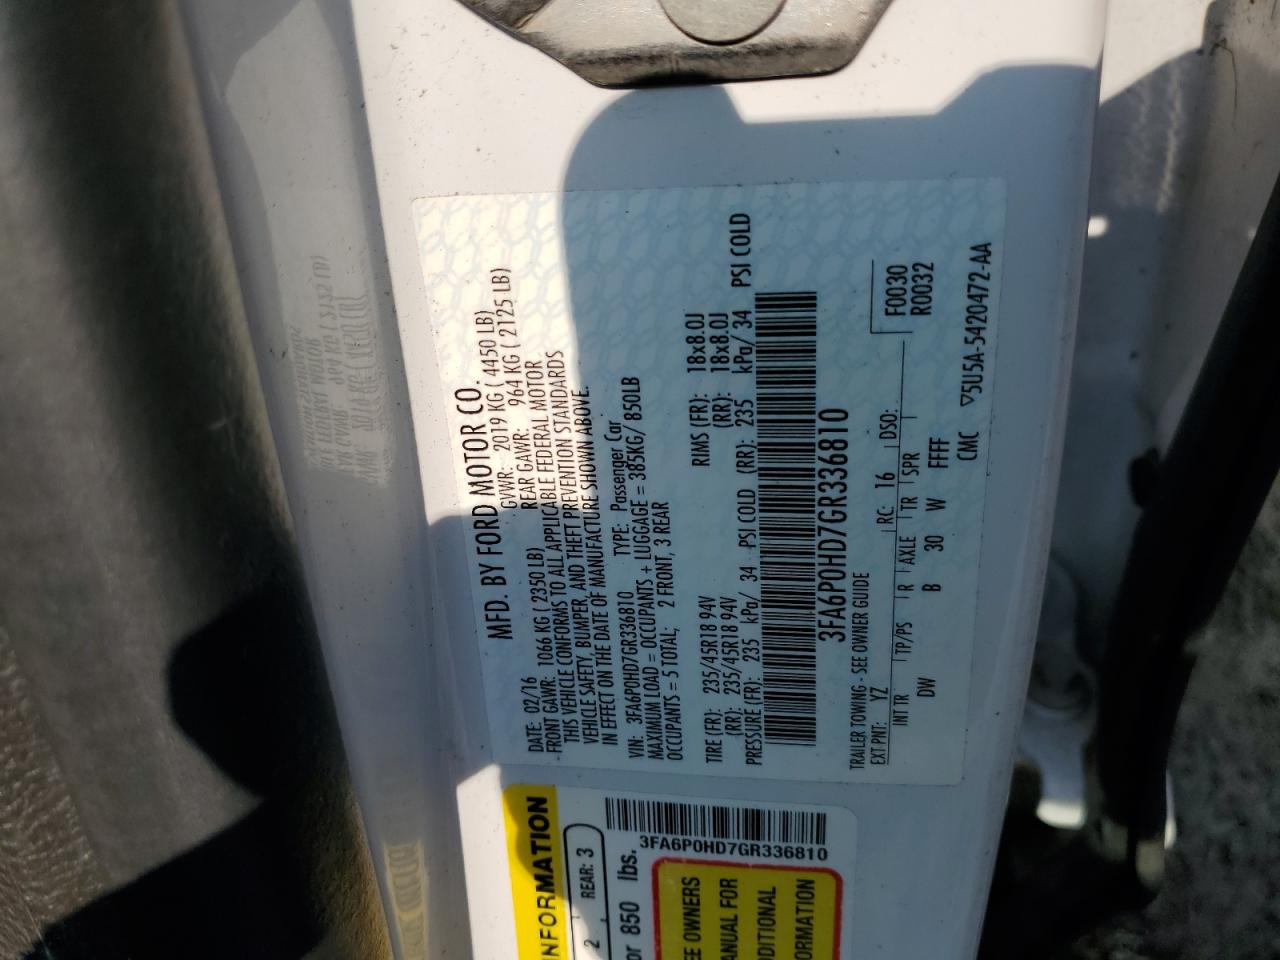 MFD. BY FORD MOTOR CO.
DATE: 02/16 GVWR: 2019 KG ( 4450 LB)
FRONT GAWR: 1066 KG ( 2350 LB) REAR GAWR: 964 KG ( 2125 LB)
THIS VEHICLE CONFORMS TO ALL APPLICABLE FEDERAL MOTOR
VEHICLE SAFETY, BUMPER, AND THEFT PREVENTION STANDARDS
IN EFFECT ON THE DATE OF MANUFACTURE SHOWN ABOVE.
VIN: 3FA6P0HD7GR336810 TYPE: Passenger Car
MAXIMUM LOAD = OCCUPANTS + LUGGAGE = 385KG/ 850LB
OCCUPANTS = 5 TOTAL; 2 FRONT, 3 REAR
TIRE (FR): 235/45R18 94V RIMS (FR): 18x8.0J
(RR): 235/45R18 94V (RR): 18x8.0J
PRESSURE (FR): 235 kPa/ 34 PSI COLD (RR): 235 kPa/ 34 PSI COLD
3FA6P0HD7GR336810
TRAILER TOWING - SEE OWNER GUIDE
EXT PNT: YZ RC: 16 DSO: F0030
R0032
INT TR TP/PS R AXLE TR SPR
DW B 30 W FFF
CMC ▽5U5A-5420472-AA
INFORMATION
2 REAR: 3
or 850 lbs.
3FA6P0HD7GR336810
EE OWNERS
ANUAL FOR
DDITIONAL
ORMATION